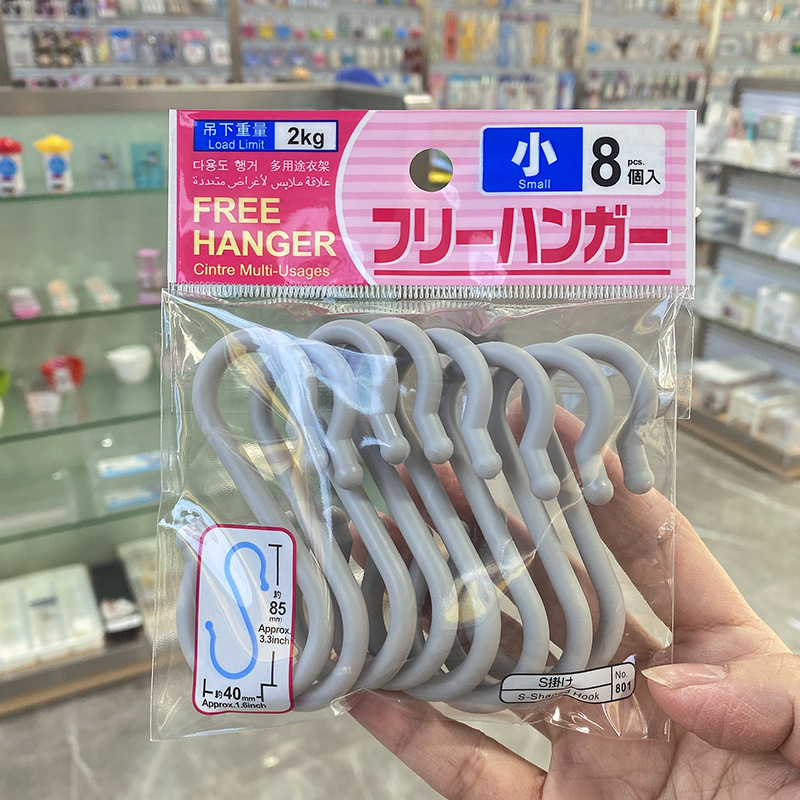 吊下重量
Load Limit
2kg
다용도 행거 多用途衣架
علاقة ملابس لأغراض متعددة
FREE
HANGER
Cintre Multi-Usages
小
Small
8 pcs.
個入
フリーハンガー
約
85
mm
Approx.
3.3inch
約40mm
Approx.1.6inch
S掛け
S-Shaped Hook
No.
801